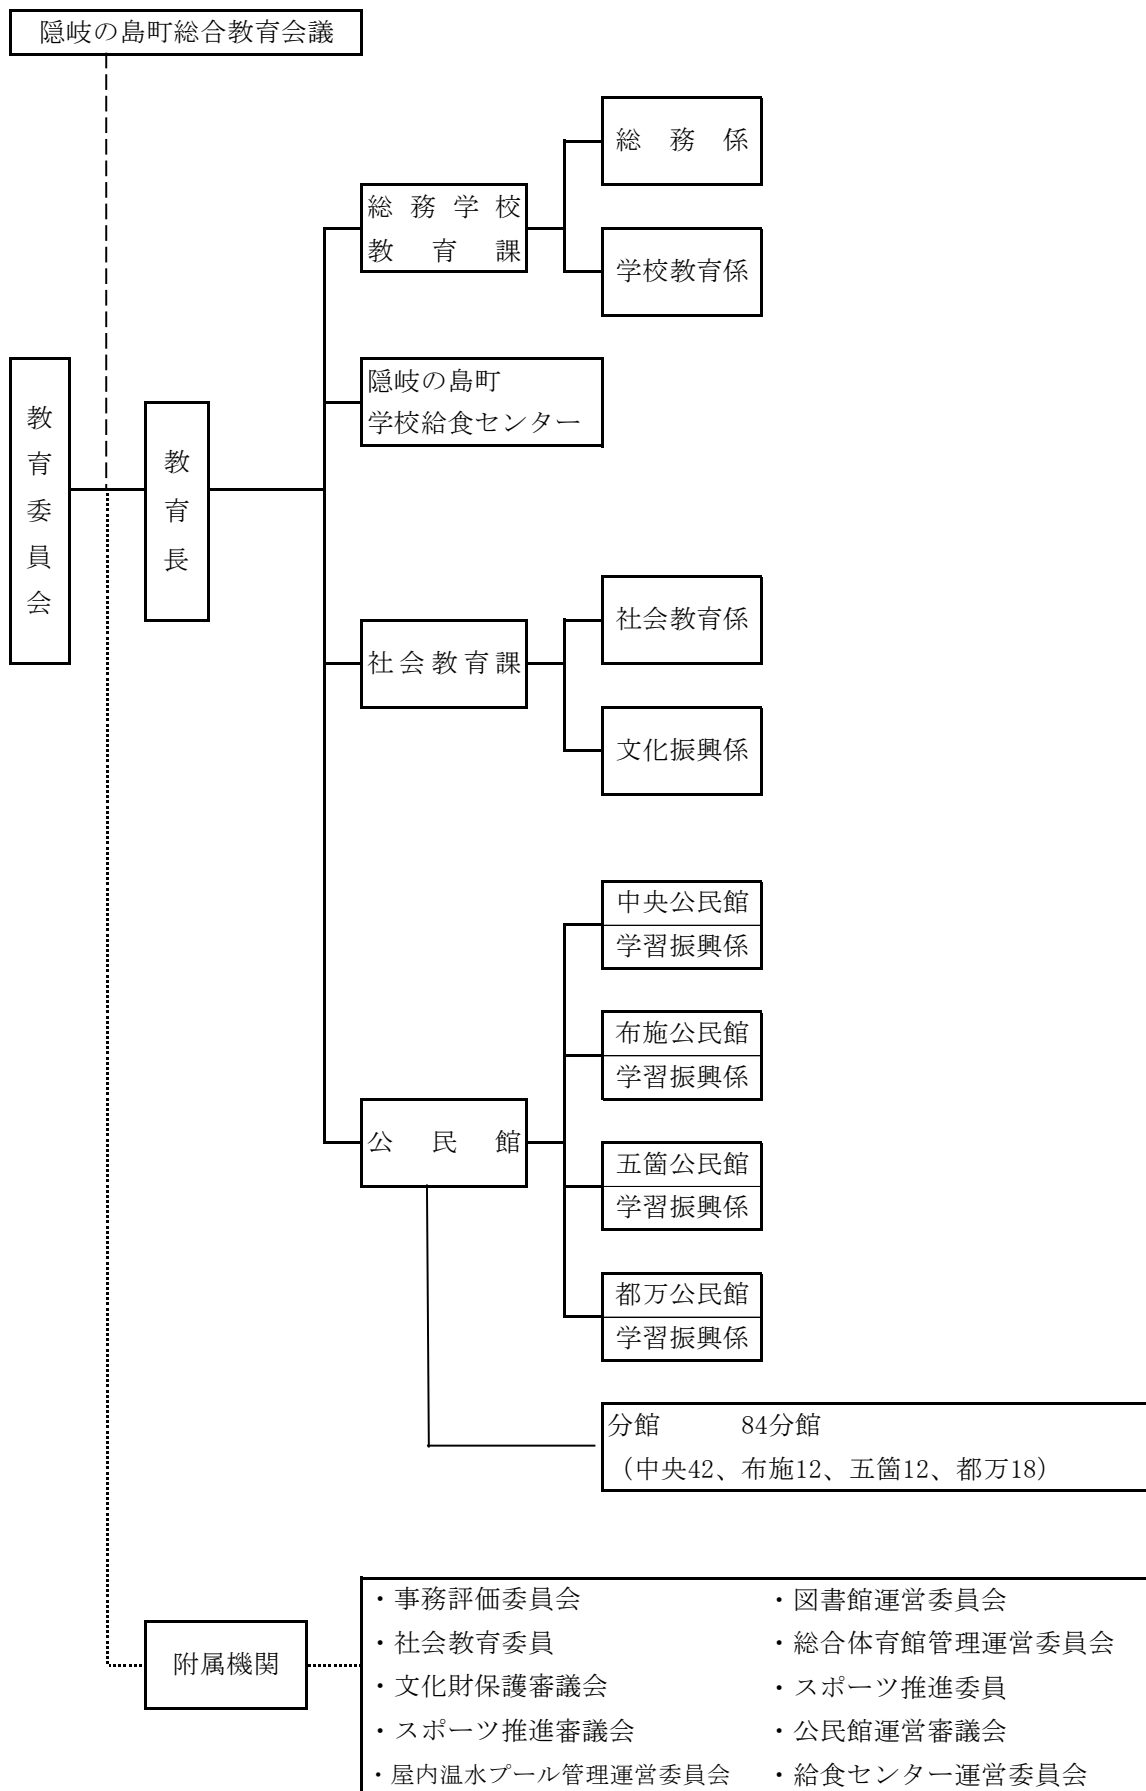 隠岐の島町総合教育会議
総務係
総務学校
教育課
学校教育係
隠岐の島町
学校給食センター
教育委員会
教育長
社会教育係
社会教育課
文化振興係
中央公民館
学習振興係
布施公民館
学習振興係
公民館
五箇公民館
学習振興係
都万公民館
学習振興係
分館 84分館
（中央42、布施12、五箇12、都万18）
附属機関
・事務評価委員会
・社会教育委員
・文化財保護審議会
・スポーツ推進審議会
・屋内温水プール管理運営委員会
・図書館運営委員会
・総合体育館管理運営委員会
・スポーツ推進委員
・公民館運営審議会
・給食センター運営委員会